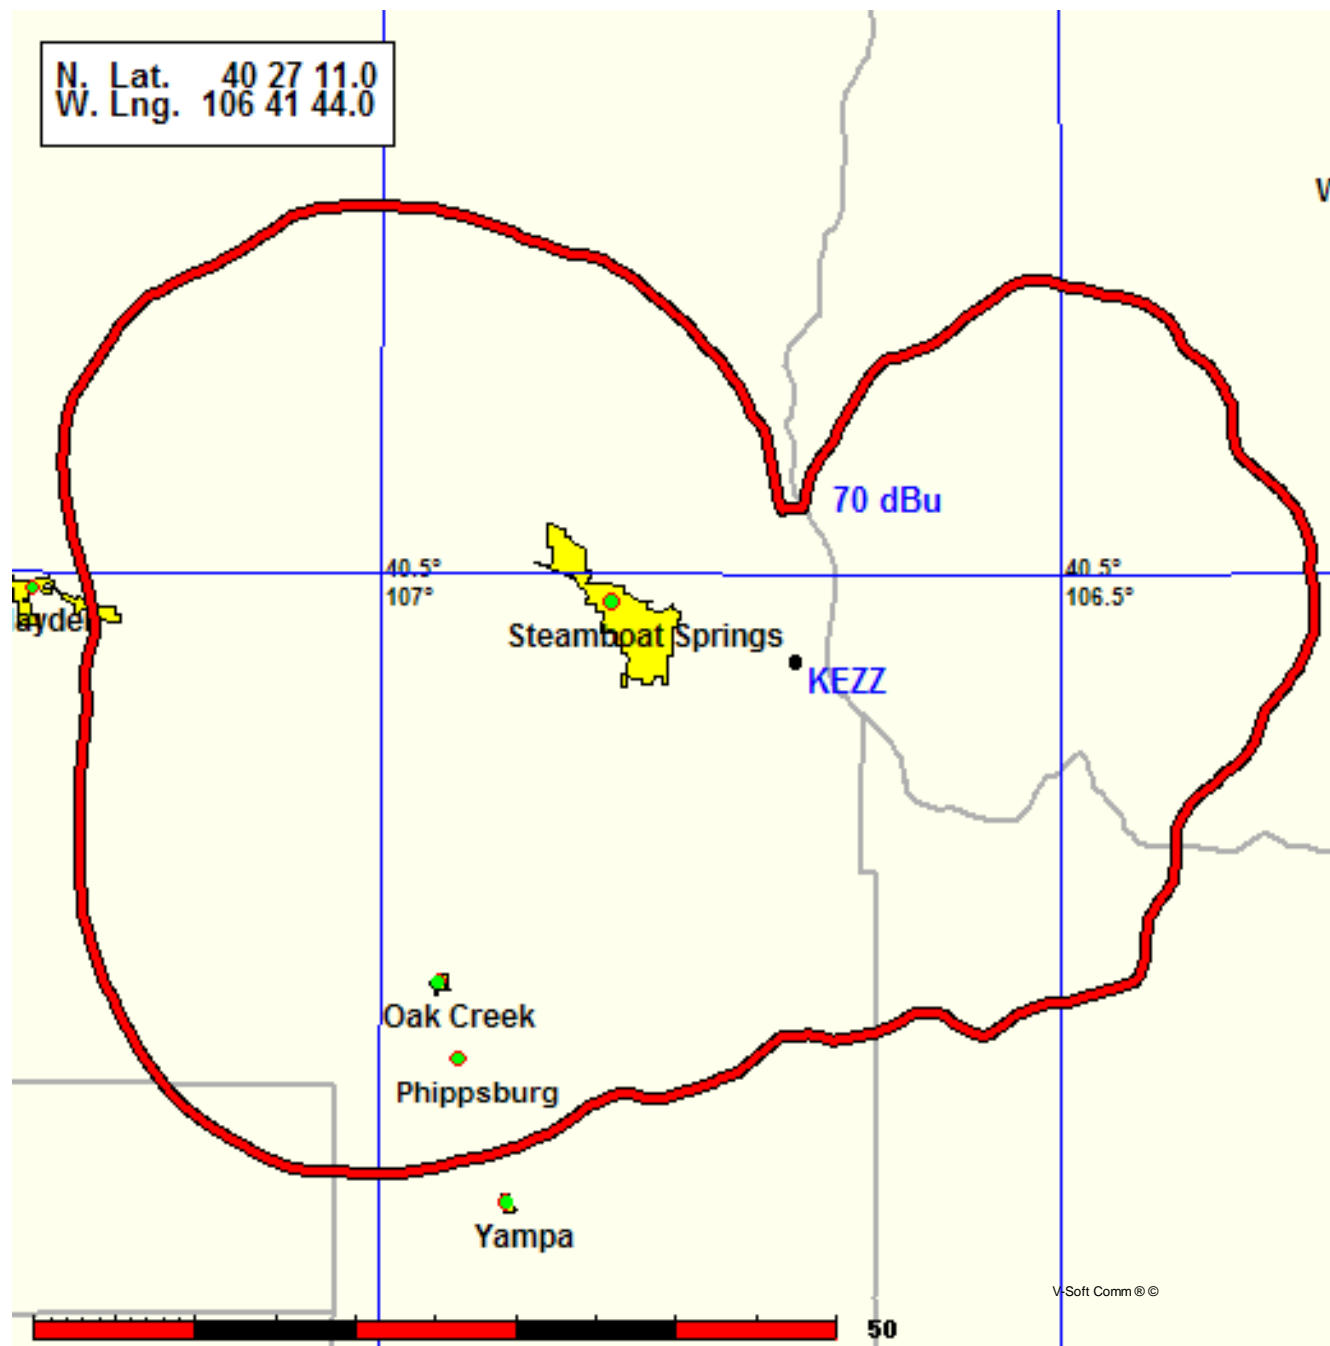 N. Lat. 40 27 11.0
W. Lng. 106 41 44.0
70 dBu
40.5°
107°
40.5°
106.5°
Steamboat Springs
KEZZ
Oak Creek
Phippsburg
Yampa
V-Soft Comm ® ©
50